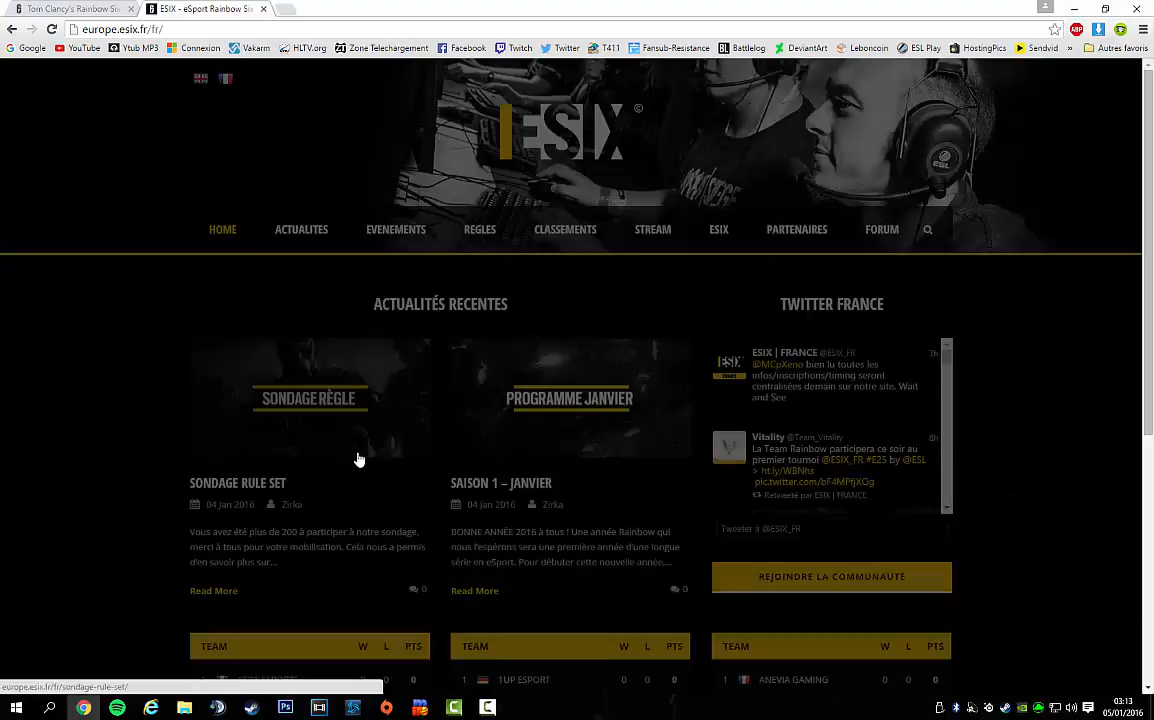 Tom Clancy's Rainbow Six
ESIX - eSport Rainbow Six
europe.esix.fr/fr/
Google YouTube Ytub MP3 Connexion Vakarm HLTV.org Zone Telechargement Facebook Twitch Twitter T411 Fansub-Resistance Battlelog DeviantArt Leboncoin ESL Play HostingPics Sendvid » Autres favoris
ESIX ©
ESL
HOME ACTUALITES EVENEMENTS REGLES CLASSEMENTS STREAM ESIX PARTENAIRES FORUM
ACTUALITÉS RECENTES
TWITTER FRANCE
SONDAGE RÈGLE
PROGRAMME JANVIER
ESIX | FRANCE @ESIX_FR 7h
@MCpXeno bien lu toutes les
infos/inscriptions/timing seront
centralisées demain sur notre site. Wait
and See
Vitality @Team_Vitality 8h
La Team Rainbow participera ce soir au
premier tournoi @ESIX_FR #E25 by @ESL
> ht.ly/WBNhs
pic.twitter.com/bF4MPfjXQg
Retweeté par ESIX | FRANCE
Tweeter à @ESIX_FR
REJOINDRE LA COMMUNAUTÉ
SONDAGE RULE SET
04 Jan 2016 Zirka
Vous avez été plus de 200 à participer à notre sondage,
merci à tous pour votre mobilisation. Cela nous a permis
d'en savoir plus sur...
Read More 0
SAISON 1 – JANVIER
04 Jan 2016 Zirka
BONNE ANNÉE 2016 à tous ! Une année Rainbow qui
nous l'espérons sera une première année d'une longue
série en eSport. Pour débuter cette nouvelle année,...
Read More 0
TEAM W L PTS
TEAM W L PTS
TEAM W L PTS
1 0 0 0
1 1UP ESPORT 0 0 0
1 ANEVIA GAMING 0 0 0
europe.esix.fr/fr/sondage-rule-set/
03:13
05/01/2016